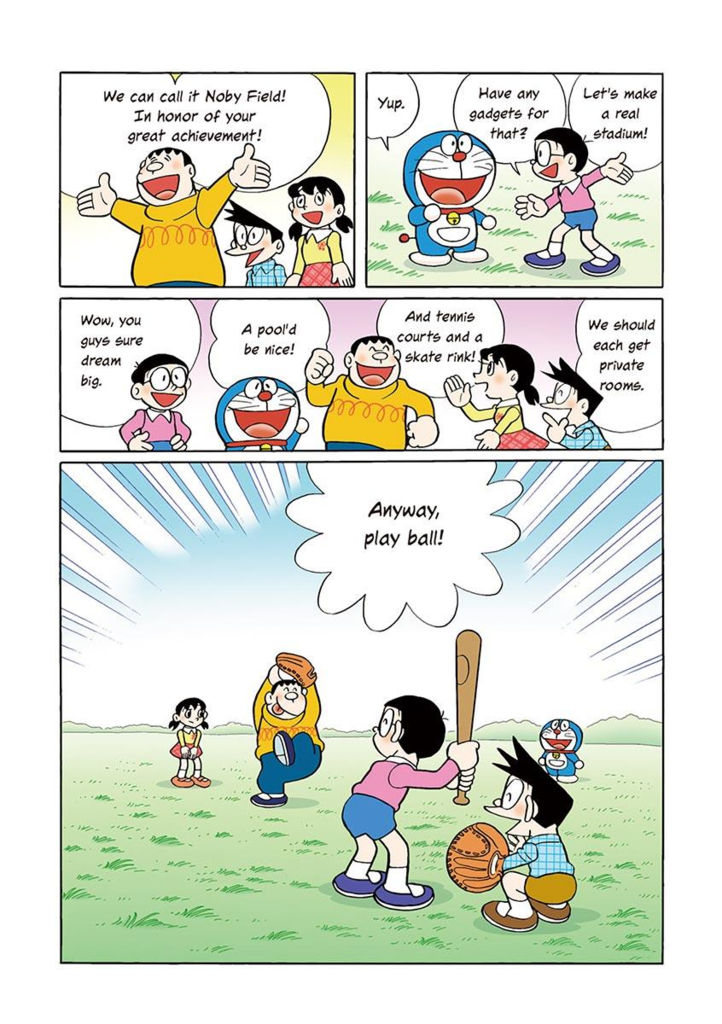 Let's make
a real
stadium!
Have any
gadgets for
that?
Yup.
We can call it Noby Field!
In honor of your
great achievement!
We should
each get
private
rooms.
And tennis
courts and a
skate rink!
A pool'd
be nice!
Wow, you
guys sure
dream
big.
Anyway,
play ball!